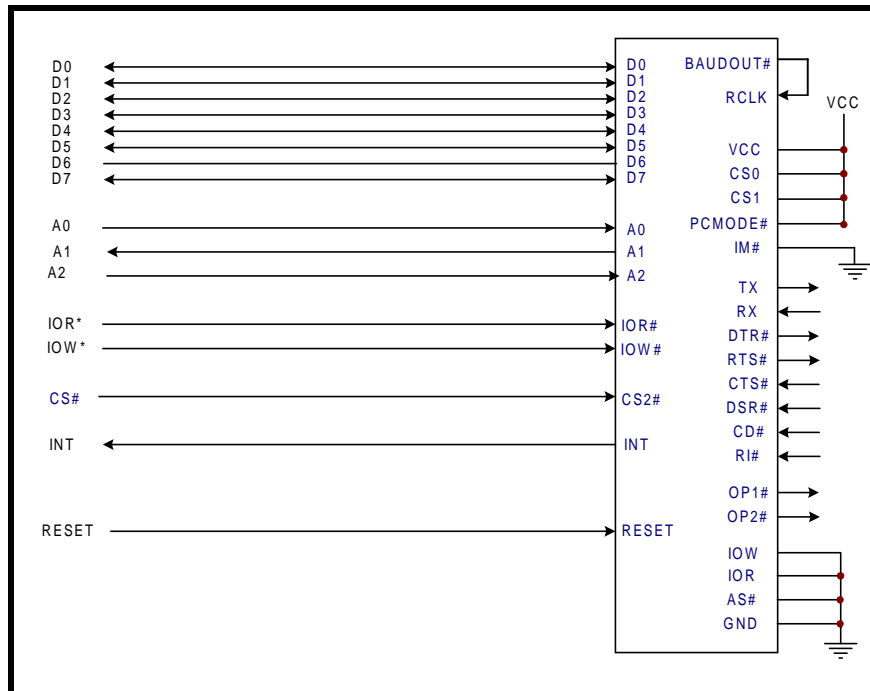 D0
D1
D2
D3
D4
D5
D6
D7
A0
A1
A2
IOR*
IOW*
CS#
INT
RESET
D0
D1
D2
D3
D4
D5
D6
D7
A0
A1
A2
IOR#
IOW#
CS2#
INT
RESET
BAUDOUT#
RCLK
VCC
CS0
CS1
PCMODE#
IM#
TX
RX
DTR#
RTS#
CTS#
DSR#
CD#
RI#
OP1#
OP2#
IOW
IOR
AS#
GND
VCC